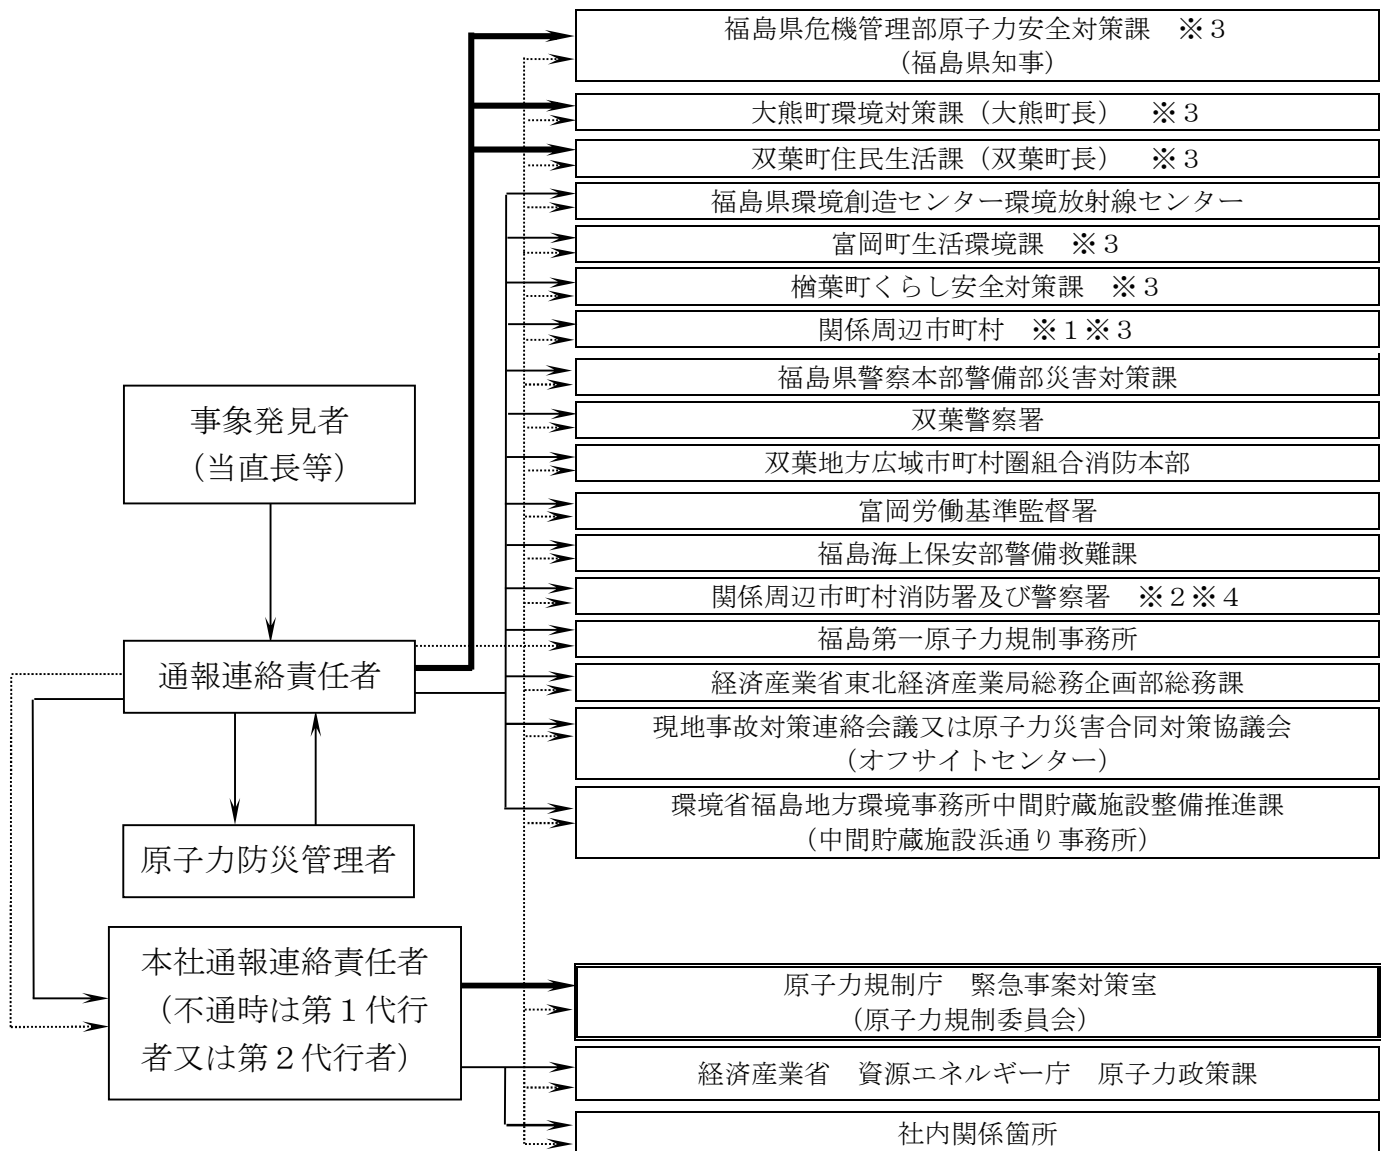 福島県危機管理部原子力安全対策課　※３
（福島県知事）
大熊町環境対策課（大熊町長）　※３
双葉町住民生活課（双葉町長）　※３
福島県環境創造センター環境放射線センター
富岡町生活環境課　※３
楢葉町くらし安全対策課　※３
関係周辺市町村　※１※３
福島県警察本部警備部災害対策課
双葉警察署
双葉地方広域市町村圏組合消防本部
富岡労働基準監督署
福島海上保安部警備救難課
関係周辺市町村消防署及び警察署　※２※４
福島第一原子力規制事務所
経済産業省東北経済産業局総務企画部総務課
現地事故対策連絡会議又は原子力災害合同対策協議会
（オフサイトセンター）
環境省福島地方環境事務所中間貯蔵施設整備推進課
（中間貯蔵施設浜通り事務所）
事象発見者
（当直長等）
通報連絡責任者
原子力防災管理者
本社通報連絡責任者
（不通時は第１代行
者又は第２代行者）
原子力規制庁　緊急事案対策室
（原子力規制委員会）
経済産業省　資源エネルギー庁　原子力政策課
社内関係箇所